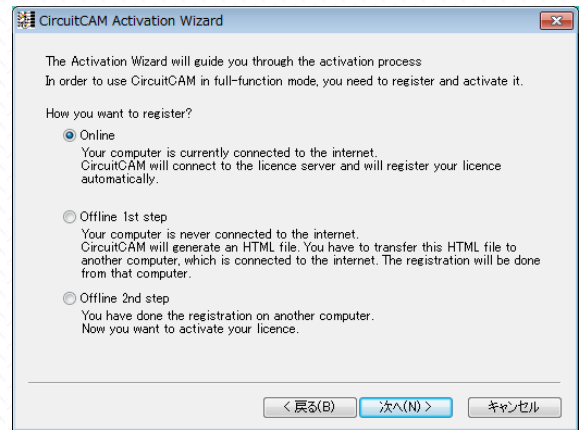 CircuitCAM Activation Wizard
The Activation Wizard will guide you through the activation process
In order to use CircuitCAM in full-function mode, you need to register and activate it.
How you want to register?
Online
Your computer is currently connected to the internet.
CircuitCAM will connect to the licence server and will register your licence
automatically.
Offline 1st step
Your computer is never connected to the internet.
CircuitCAM will generate an HTML file. You have to transfer this HTML file to
another computer, which is connected to the internet. The registration will be done
from that computer.
Offline 2nd step
You have done the registration on another computer.
Now you want to activate your licence.
< 戻る(B) 次へ(N) > キャンセル